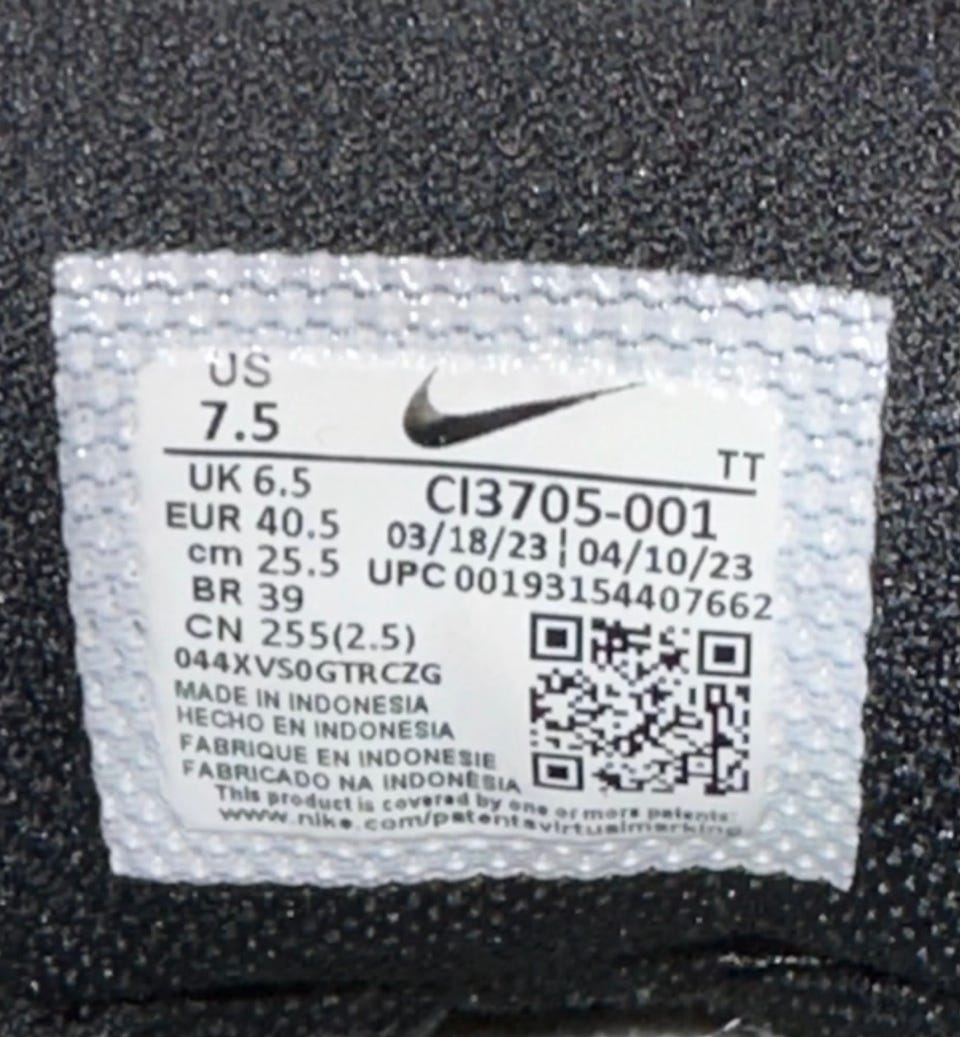 US
7.5
TT
UK 6.5
EUR 40.5
cm 25.5
BR 39
CN 255(2.5)
CI3705-001
03/18/23 ¦ 04/10/23
UPC 00193154407662
044XVS0GTRCZG
MADE IN INDONESIA
HECHO EN INDONESIA
FABRIQUE EN INDONESIE
FABRICADO NA INDONÉSIA
This product is covered by one or more patents:
www.nike.com/patentsvirtualmarking